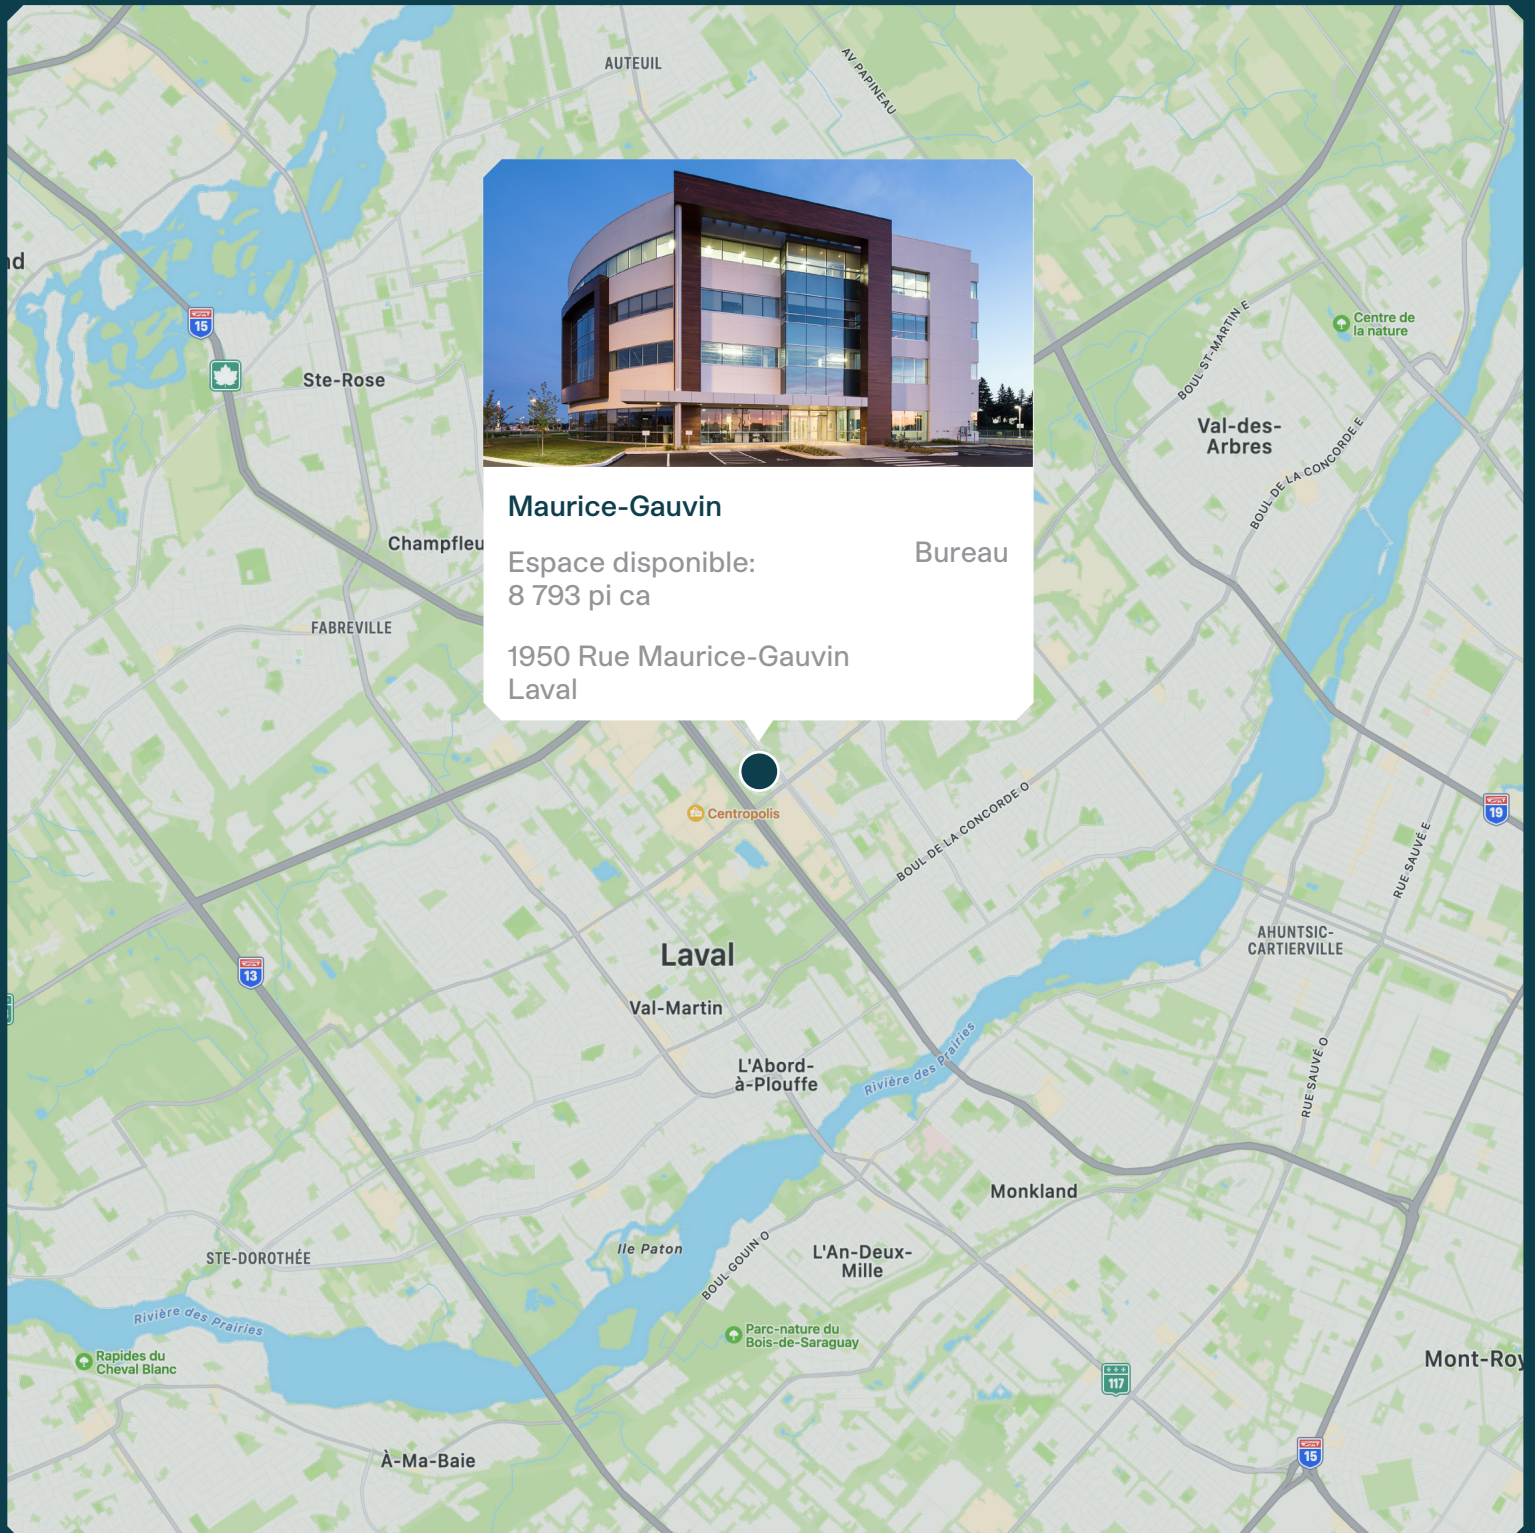 AUTEUIL
AV PAPINEAU
nd
15
Ste-Rose
Centre de
la nature
BOUL ST-MARTIN E
Val-des-
Arbres
BOUL DE LA CONCORDE E
Maurice-Gauvin
Espace disponible:
8 793 pi ca
Bureau
1950 Rue Maurice-Gauvin
Laval
Champfleu
FABREVILLE
Centropolis
BOUL DE LA CONCORDE O
19
RUE SAUVÉ E
AHUNTSIC-
CARTIERVILLE
Laval
13
Val-Martin
L'Abord-
à-Plouffe
Rivière des Prairies
RUE SAUVÉ O
Monkland
Ile Paton
BOUL GOUIN O
L'An-Deux-
Mille
STE-DOROTHÉE
Rivière des Prairies
Parc-nature du
Bois-de-Saraguay
Rapides du
Cheval Blanc
117
Mont-Roy
À-Ma-Baie
15